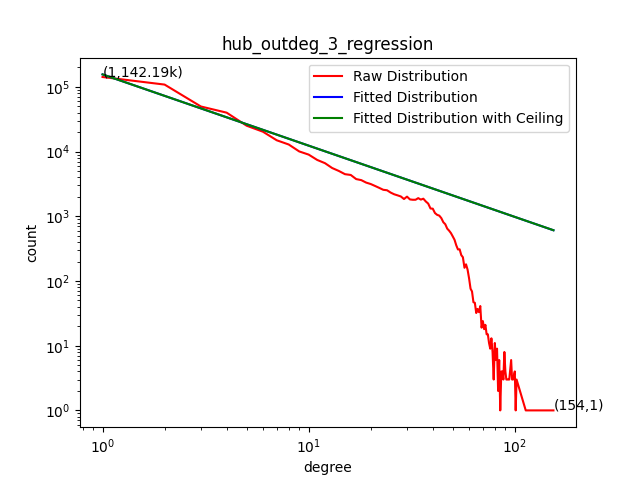 hub_outdeg_3_regression
(1,142.19k)
Raw Distribution
Fitted Distribution
Fitted Distribution with Ceiling
10^5
10^4
10^3
10^2
10^1
10^0
count
(154,1)
10^0
10^1
10^2
degree